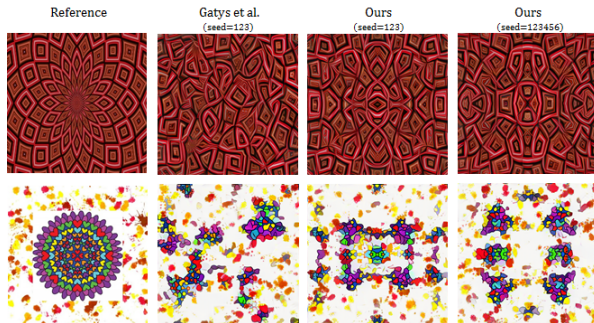 Reference
Gatys et al.
(seed=123)
Ours
(seed=123)
Ours
(seed=123456)